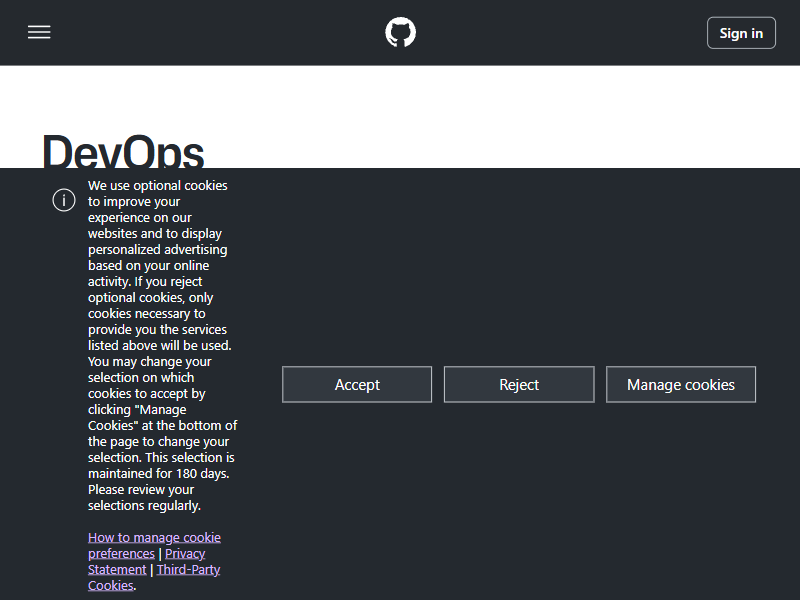 Sign in
DevOps
We use optional cookies
to improve your
experience on our
websites and to display
personalized advertising
based on your online
activity. If you reject
optional cookies, only
cookies necessary to
provide you the services
listed above will be used.
You may change your
selection on which
cookies to accept by
clicking "Manage
Cookies" at the bottom of
the page to change your
selection. This selection is
maintained for 180 days.
Please review your
selections regularly.
How to manage cookie
preferences | Privacy
Statement | Third-Party
Cookies.
Accept
Reject
Manage cookies